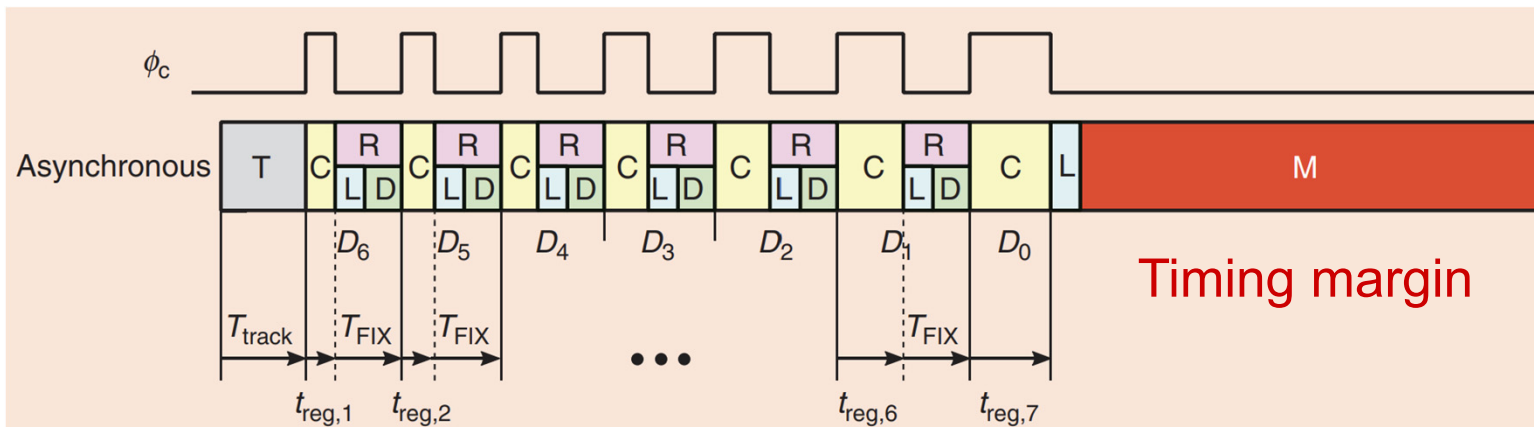 ϕc
Asynchronous T C R L D C R L D C R L D C R L D C R L D C R L D C L M
D6 D5 D4 D3 D2 D1 D0
Timing margin
Ttrack TFIX TFIX ••• TFIX
treg,1 treg,2 treg,6 treg,7